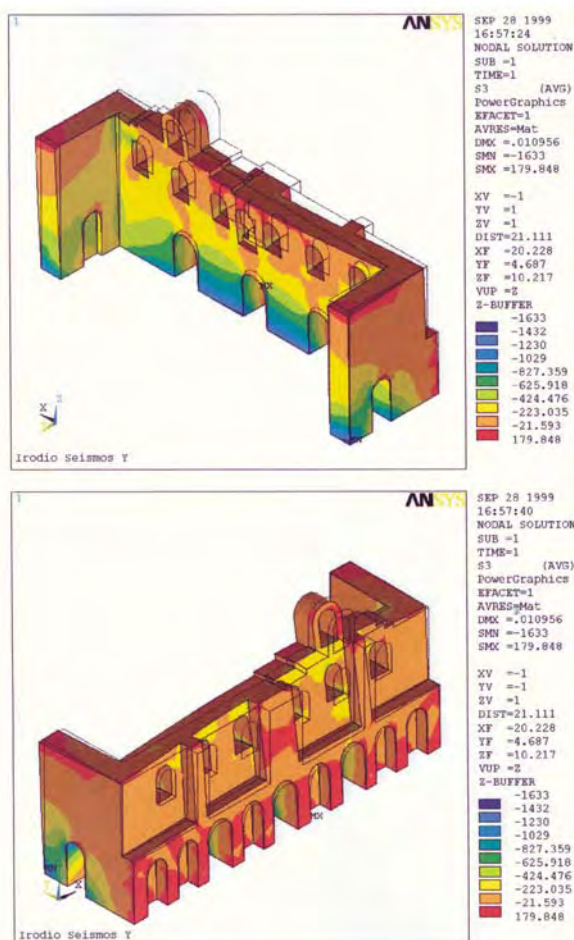 1
ANSYS
SEP 28 1999
16:57:24
NODAL SOLUTION
SUB =1
TIME=1
S3 (AVG)
PowerGraphics
EFACET=1
AVRES=Mat
DMX =.010956
SMN =-1633
SMX =179.848
XV =-1
YV =1
ZV =1
DIST=21.111
XF =20.228
YF =4.687
ZF =10.217
VUP =Z
Z-BUFFER
-1633
-1432
-1230
-1029
-827.359
-625.918
-424.476
-223.035
-21.593
179.848
MX
X
Z
Irodio Seismos Y
1
ANSYS
SEP 28 1999
16:57:40
NODAL SOLUTION
SUB =1
TIME=1
S3 (AVG)
PowerGraphics
EFACET=1
AVRES=Mat
DMX =.010956
SMN =-1633
SMX =179.848
XV =-1
YV =-1
ZV =1
DIST=21.111
XF =20.228
YF =4.687
ZF =10.217
VUP =Z
Z-BUFFER
-1633
-1432
-1230
-1029
-827.359
-625.918
-424.476
-223.035
-21.593
179.848
MX
X
Irodio Seismos Y